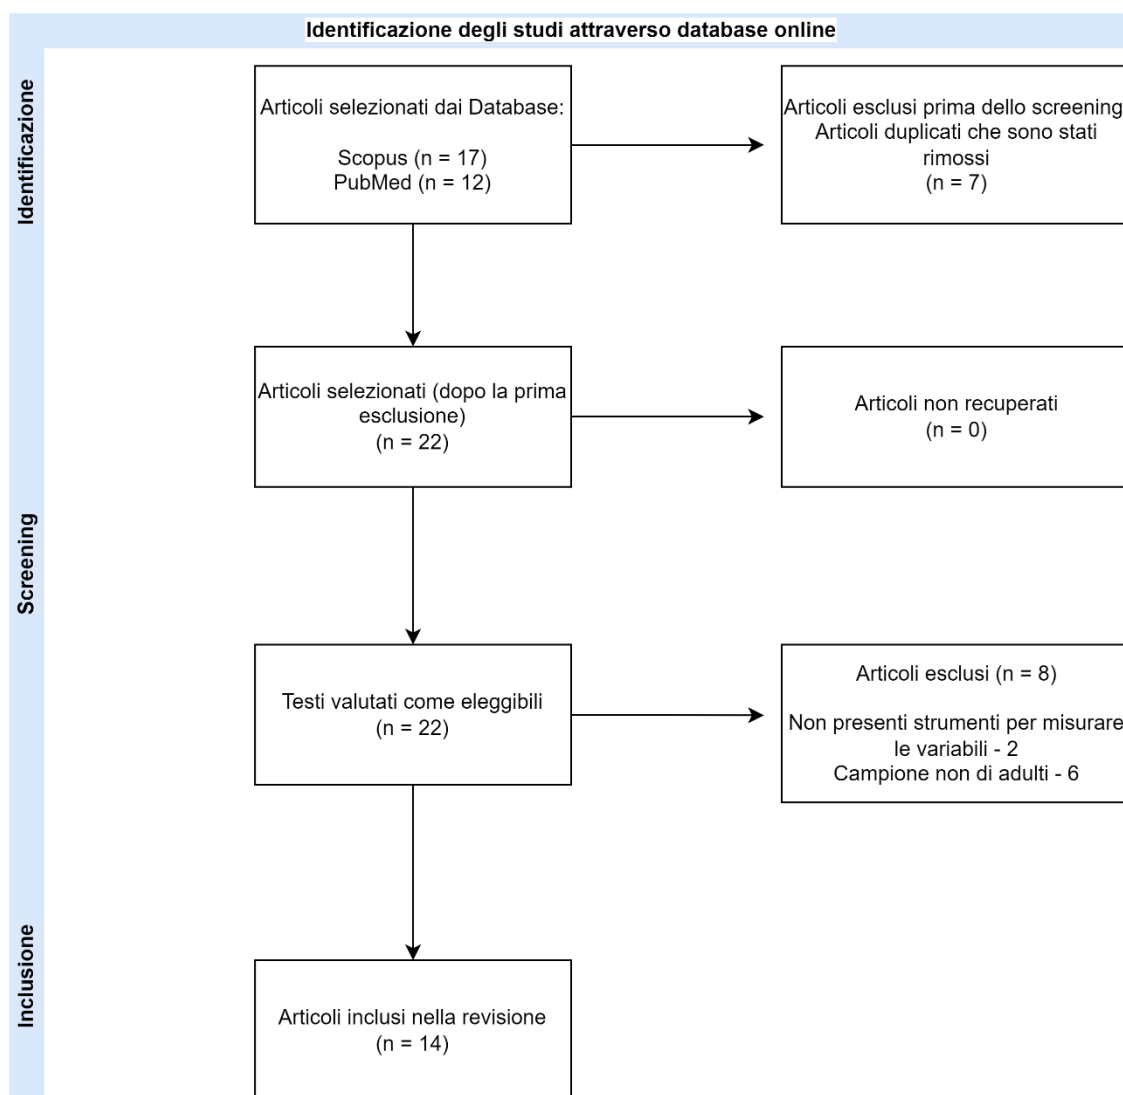 Identificazione degli studi attraverso database online
Identificazione
Articoli selezionati dai Database:
Scopus (n = 17)
PubMed (n = 12)
Articoli esclusi prima dello screening
Articoli duplicati che sono stati
rimossi
(n = 7)
Screening
Articoli selezionati (dopo la prima
esclusione)
(n = 22)
Articoli non recuperati
(n = 0)
Testi valutati come eleggibili
(n = 22)
Articoli esclusi (n = 8)
Non presenti strumenti per misurare
le variabili - 2
Campione non di adulti - 6
Inclusione
Articoli inclusi nella revisione
(n = 14)